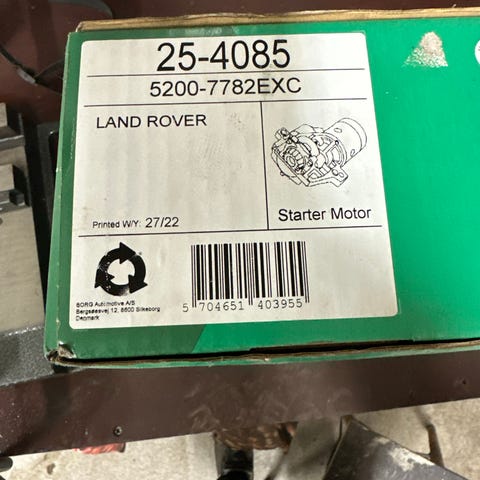 25-4085
5200-7782EXC
LAND ROVER
Printed W/Y: 27/22
Starter Motor
BORG Automotive A/S
Bergsøesvej 12, 8600 Silkeborg
Denmark
5 704651 403955